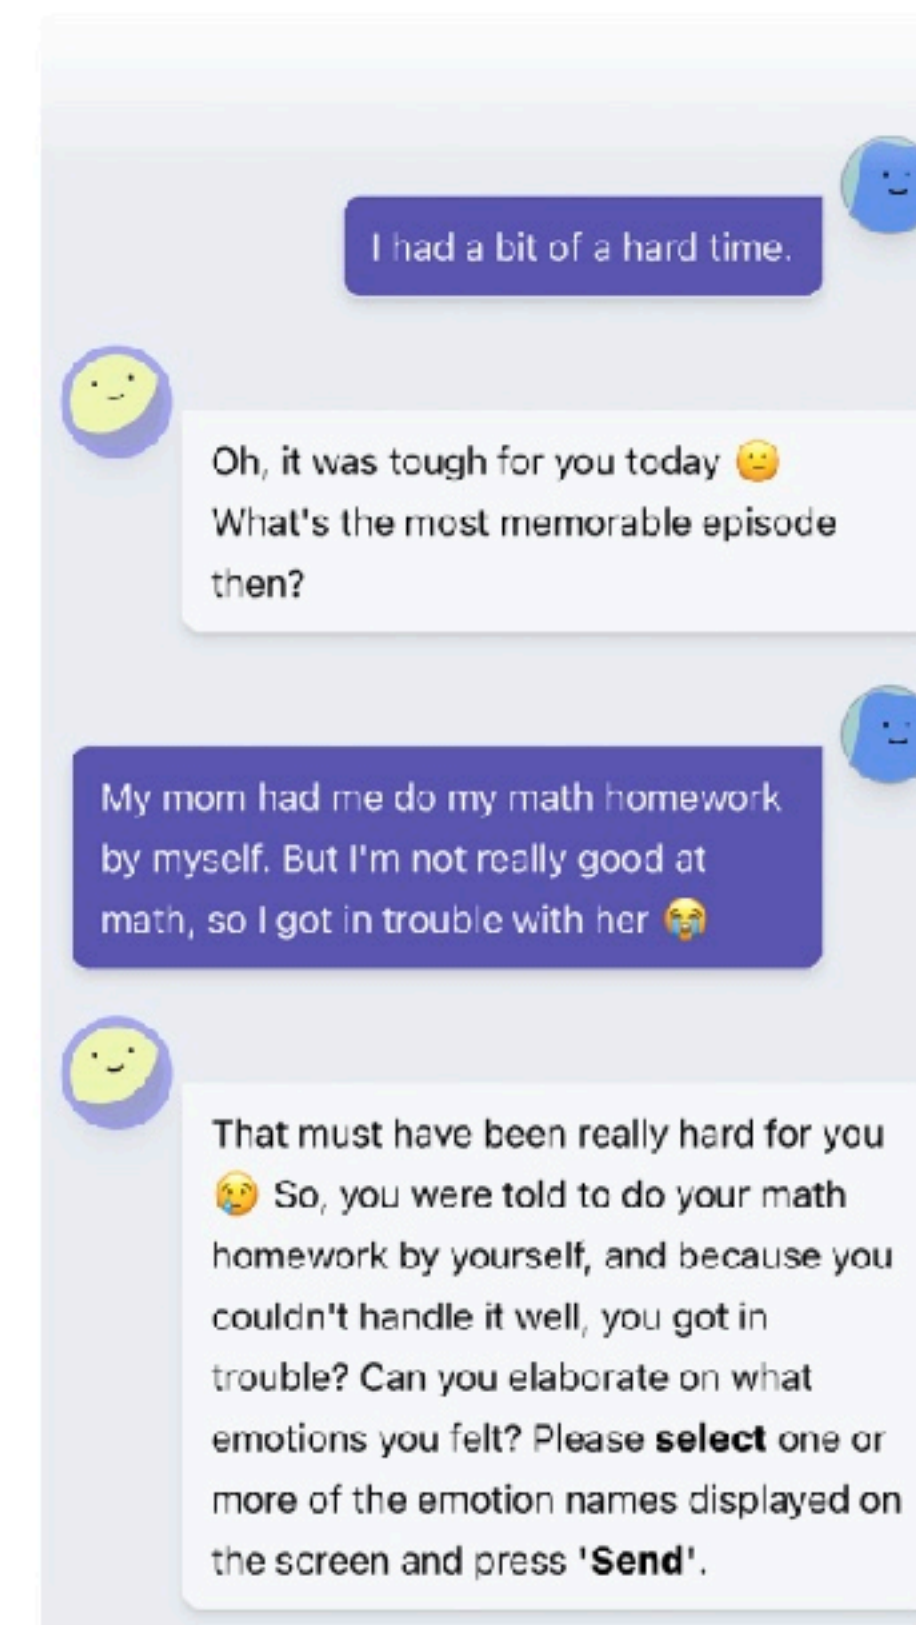 I had a bit of a hard time.
Oh, it was tough for you today 😐
What's the most memorable episode
then?
My mom had me do my math homework
by myself. But I'm not really good at
math, so I got in trouble with her 😭
That must have been really hard for you
😢 So, you were told to do your math
homework by yourself, and because you
couldn't handle it well, you got in
trouble? Can you elaborate on what
emotions you felt? Please select one or
more of the emotion names displayed on
the screen and press 'Send'.